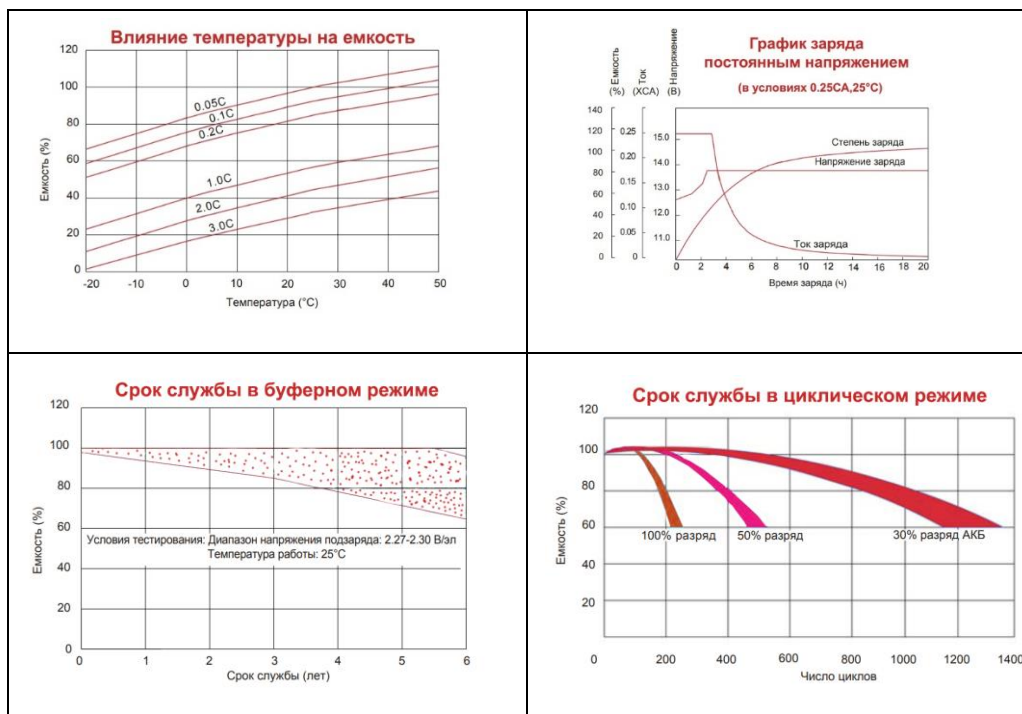 Влияние температуры на емкость
Емкость (%)
120
100
80
60
40
20
0
0.05C
0.1C
0.2C
1.0C
2.0C
3.0C
-20
-10
0
10
20
30
40
50
Температура (°C)
График заряда
постоянным напряжением
(в условиях 0.25CA,25°C)
Емкость
(%)
Ток
(XCA)
Напряжение
(В)
140
120
100
80
60
40
20
0
0.25
0.20
0.15
0.10
0.05
0
15.0
14.0
13.0
12.0
11.0
Степень заряда
Напряжение заряда
Ток заряда
0
2
4
6
8
10
12
14
16
18
20
Время заряда (ч)
Срок службы в буферном режиме
Емкость (%)
120
100
80
60
40
20
0
Условия тестирования: Диапазон напряжения подзаряда: 2.27-2.30 В/эл
Температура работы: 25°C
0
1
2
3
4
5
6
Срок службы (лет)
Срок службы в циклическом режиме
Емкость (%)
120
100
80
60
40
20
0
100% разряд
50% разряд
30% разряд АКБ
200
400
600
800
1000
1200
1400
Число циклов